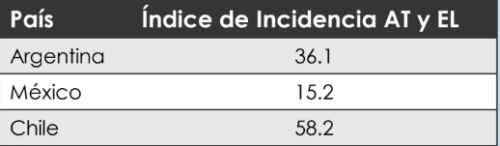 País Índice de Incidencia AT y EL
Argentina 36.1
México 15.2
Chile 58.2